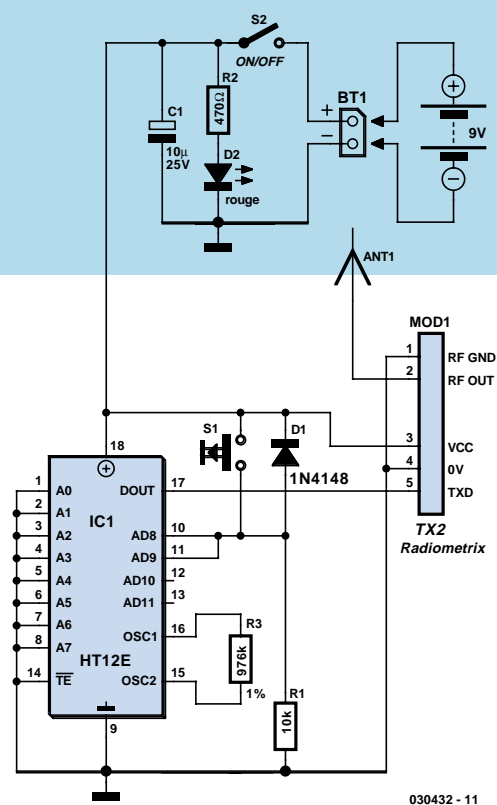 S2
ON/OFF
R2
470Ω
C1
10µ
25V
D2
rouge
BT1
+
−
+
9V
−
ANT1
MOD1
1 RF GND
2 RF OUT
3 VCC
4 0V
5 TXD
TX2
Radiometrix
S1
D1
1N4148
18
+
IC1
HT12E
1 A0 DOUT 17
2 A1
3 A2 AD8 10
4 A3 AD9 11
5 A4 AD10 12
6 A5 AD11 13
7 A6 OSC1 16
8 A7
14 TE OSC2 15
9
R3
976k
1%
R1
10k
030432 - 11